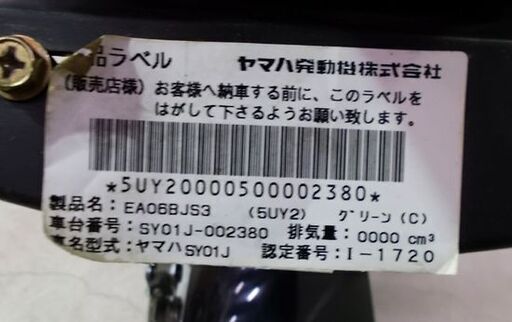 品ラベル ヤマハ発動機株式会社
(販売店様) お客様へ納車する前に、このラベルを
はがして下さるようお願い致します。
*5UY20000500002380*
製品名: EA06BJS3 (5UY2) グリーン(C)
車台番号: SY01J-002380 排気量: 0000 cm³
車名型式: ヤマハSY01J 認定番号: I-1720